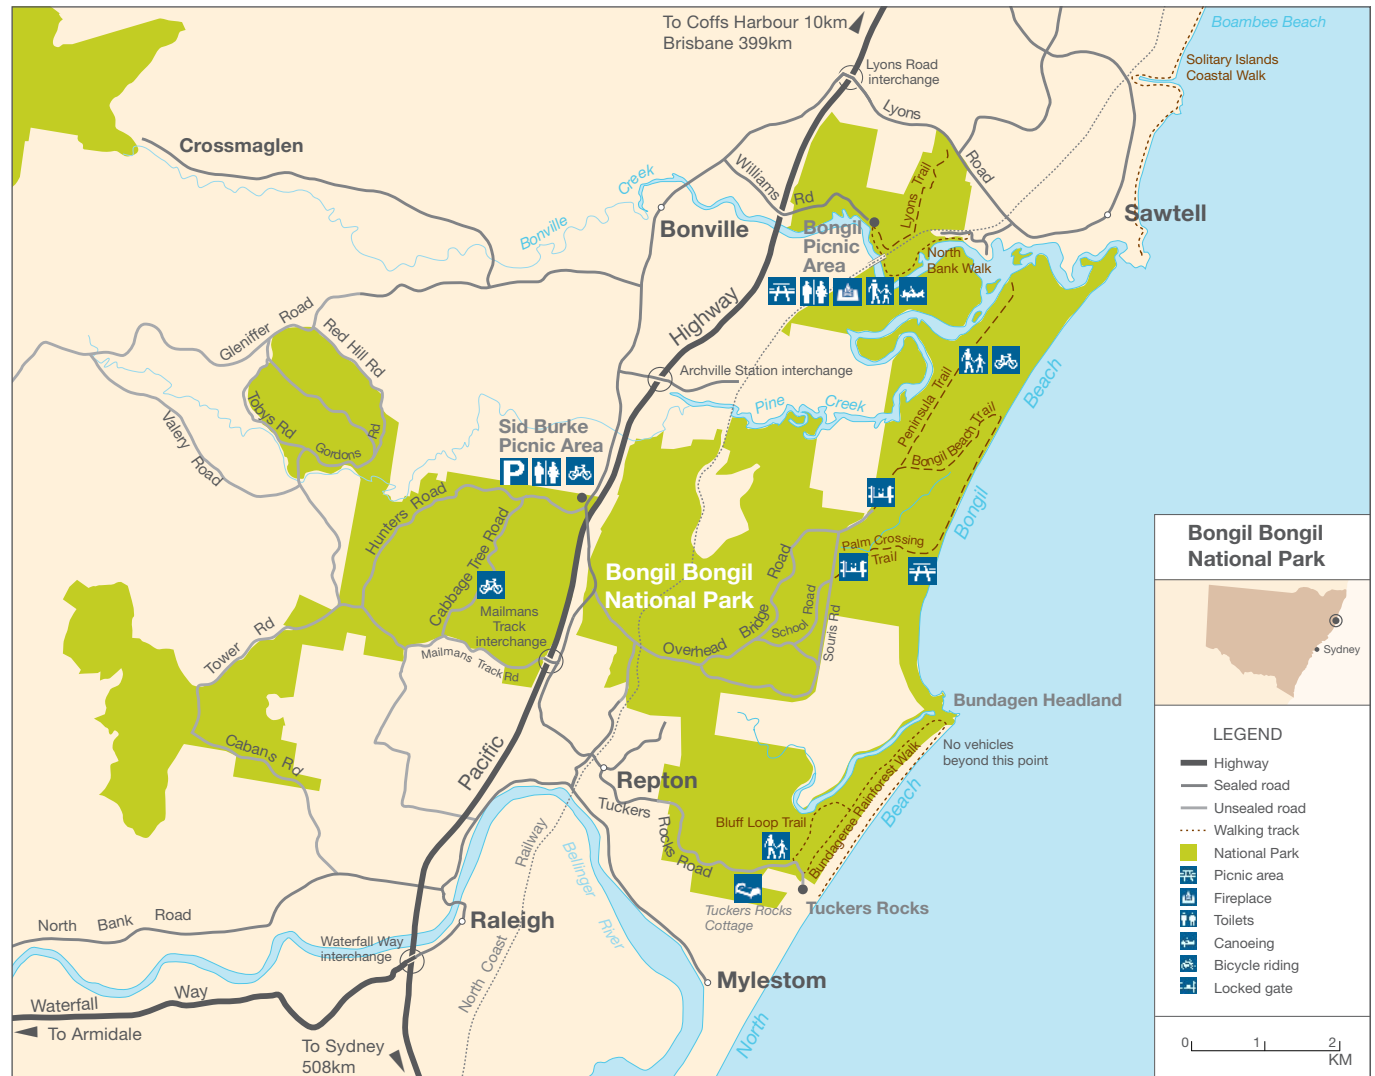 To Coffs Harbour 10km
Brisbane 399km
Boambee Beach
Solitary Islands
Coastal Walk
Lyons Road
interchange
Lyons
Road
Crossmaglen
Williams
Rd
Lyons Trail
Creek
Bonville
Bonville
Sawtell
Bongil
Picnic
Area
North
Bank Walk
Highway
Gleniffer Road
Red Hill Rd
Archville Station interchange
Peninsula Trail
Beach
Pine Creek
Tobys Rd
Gordons
Rd
Valery Road
Sid Burke
Picnic Area
P
Bongil Beach Trail
Hunters Road
Bongil
Cabbage Tree Road
Palm Crossing
Trail
Bongil Bongil
National Park
Road
Bridge
Overhead
School Road
Souris Rd
Mailmans
Track
interchange
Mailmans Track Rd
Tower Rd
Cabans Rd
Bundagen Headland
No vehicles
beyond this point
Pacific
Repton
Tuckers
Rocks Road
Bluff Loop Trail
Bundageree Rainforest Walk
Beach
Railway
Bellinger
River
Tuckers Rocks
Cottage
Tuckers Rocks
North Bank Road
Raleigh
Waterfall Way
interchange
North Coast
Mylestom
Waterfall Way
To Armidale
To Sydney
508km
North
Bongil Bongil
National Park
Sydney
LEGEND
Highway
Sealed road
Unsealed road
Walking track
National Park
Picnic area
Fireplace
Toilets
Canoeing
Bicycle riding
Locked gate
0 1 2
KM